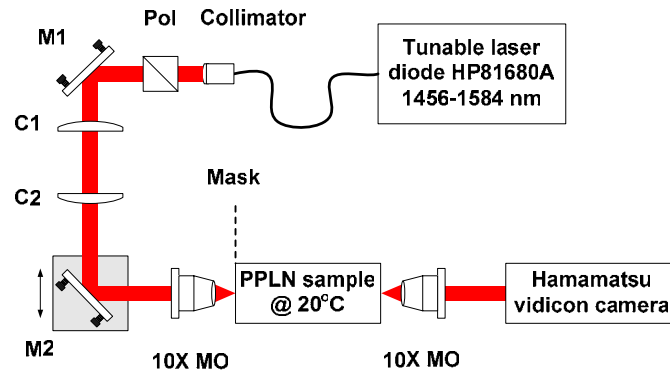 Pol Collimator
M1
Tunable laser
diode HP81680A
1456-1584 nm
C1
C2
Mask
PPLN sample
@ 20°C
Hamamatsu
vidicon camera
M2
10X MO
10X MO